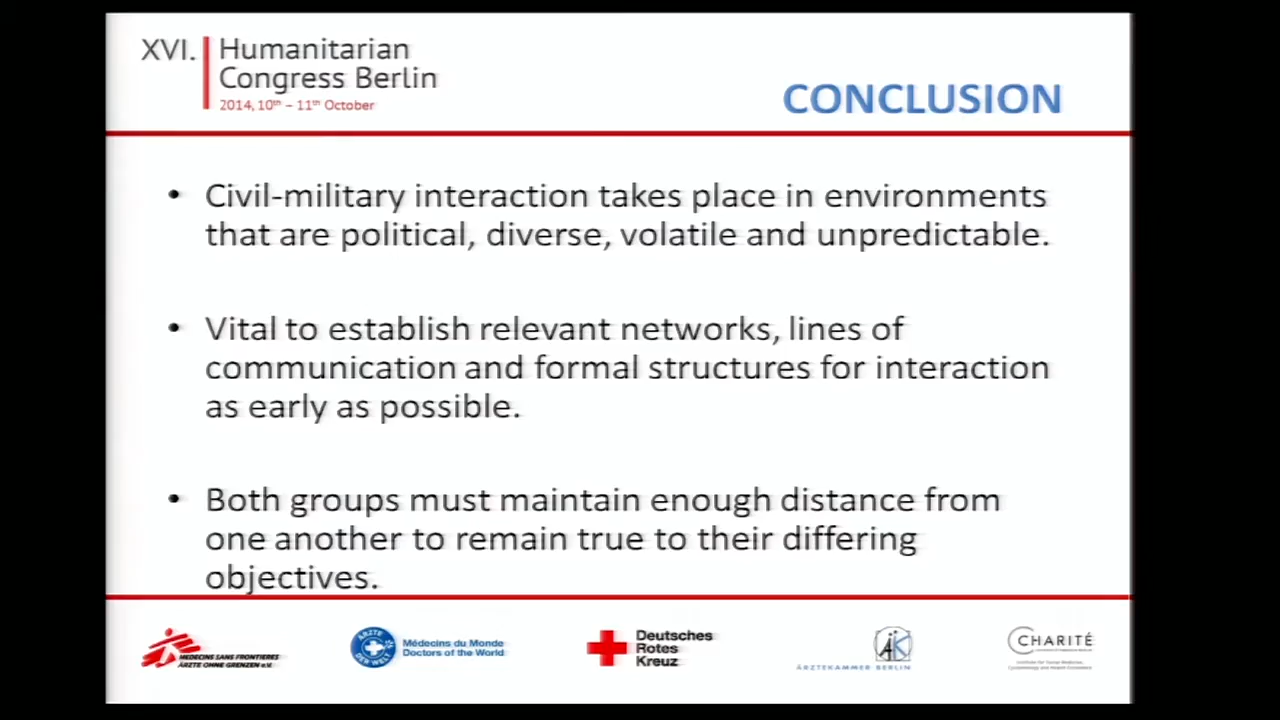 XVI.
Humanitarian
Congress Berlin
2014, 10th – 11th October
CONCLUSION
• Civil-military interaction takes place in environments
that are political, diverse, volatile and unpredictable.
• Vital to establish relevant networks, lines of
communication and formal structures for interaction
as early as possible.
• Both groups must maintain enough distance from
one another to remain true to their differing
objectives.
MEDECINS SANS FRONTIERES
ÄRZTE OHNE GRENZEN e.V.
ÄRZTE
DER WELT
Médecins du Monde
Doctors of the World
Deutsches
Rotes
Kreuz
ÄRZTEKAMMER BERLIN
CHARITÉ